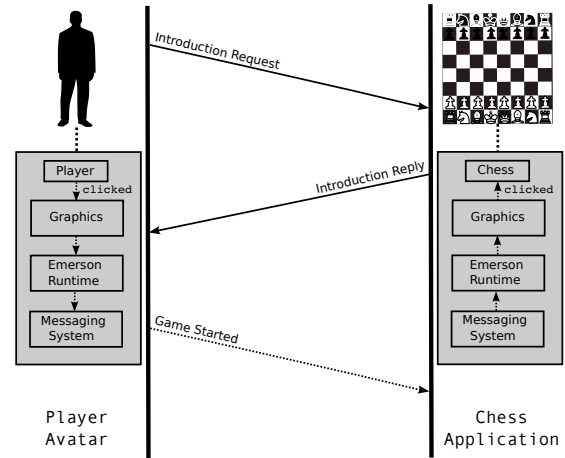 Introduction Request
Player
clicked
Graphics
Emerson
Runtime
Messaging
System
Introduction Reply
Chess
clicked
Graphics
Emerson
Runtime
Messaging
System
Game Started
Player
Avatar
Chess
Application